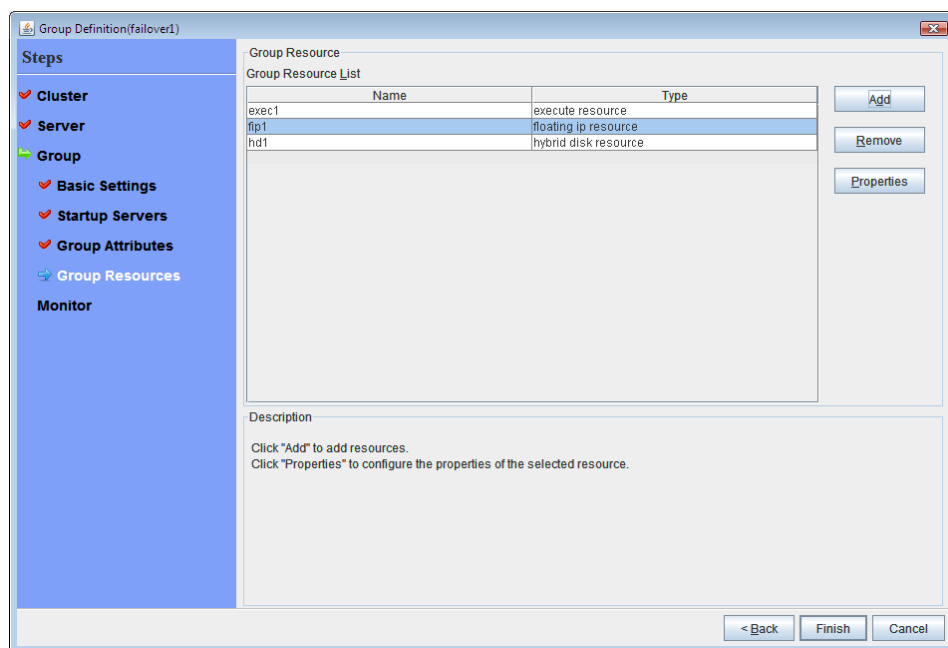 Group Definition(failover1)
Steps
Cluster
Server
Group
Basic Settings
Startup Servers
Group Attributes
Group Resources
Monitor
Group Resource
Group Resource List
Name Type
exec1 execute resource
fip1 floating ip resource
hd1 hybrid disk resource
Add
Remove
Properties
Description
Click "Add" to add resources.
Click "Properties" to configure the properties of the selected resource.
< Back Finish Cancel